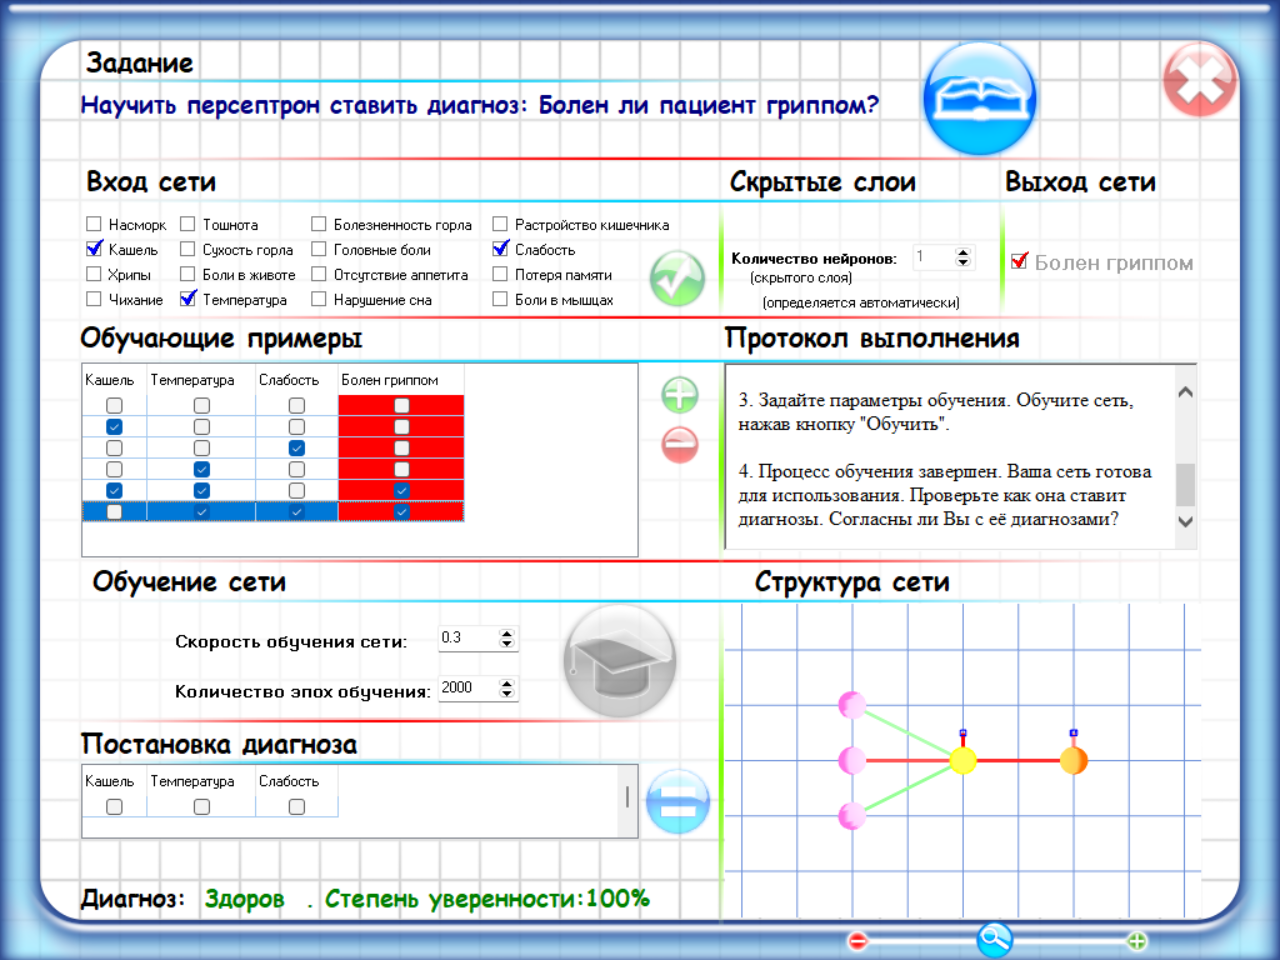 Задание
Научить персептрон ставить диагноз: Болен ли пациент гриппом?
Вход сети
Насморк Тошнота Болезненность горла Растройство кишечника
Кашель Сухость горла Головные боли Слабость
Хрипы Боли в животе Отсутствие аппетита Потеря памяти
Чихание Температура Нарушение сна Боли в мышцах
Скрытые слои
Количество нейронов: 1
(скрытого слоя)
(определяется автоматически)
Выход сети
Болен гриппом
Обучающие примеры
Кашель Температура Слабость Болен гриппом
Протокол выполнения
3. Задайте параметры обучения. Обучите сеть,
нажав кнопку "Обучить".
4. Процесс обучения завершен. Ваша сеть готова
для использования. Проверьте как она ставит
диагнозы. Согласны ли Вы с её диагнозами?
Обучение сети
Скорость обучения сети: 0.3
Количество эпох обучения: 2000
Структура сети
Постановка диагноза
Кашель Температура Слабость
Диагноз: Здоров . Степень уверенности:100%